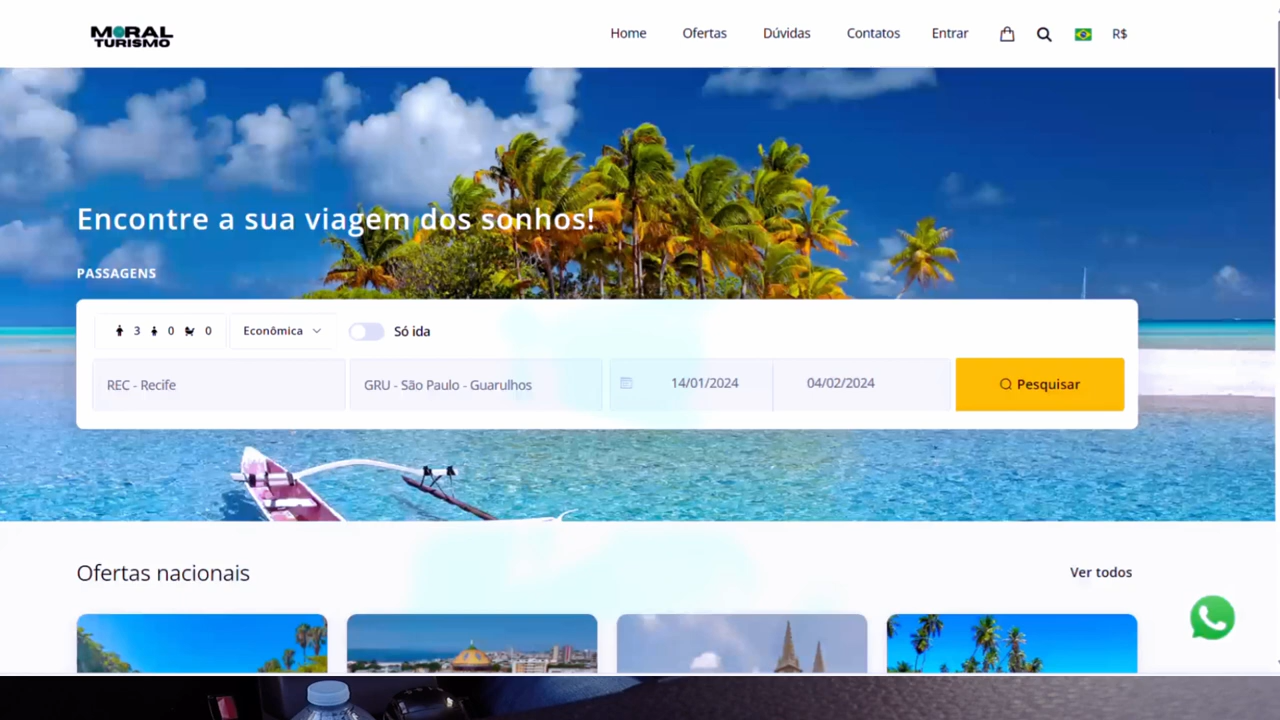 MORAL
TURISMO
Home Ofertas Dúvidas Contatos Entrar R$
Encontre a sua viagem dos sonhos!
PASSAGENS
3 0 0 Econômica Só ida
REC - Recife GRU - São Paulo - Guarulhos 14/01/2024 04/02/2024 Pesquisar
Ofertas nacionais Ver todos